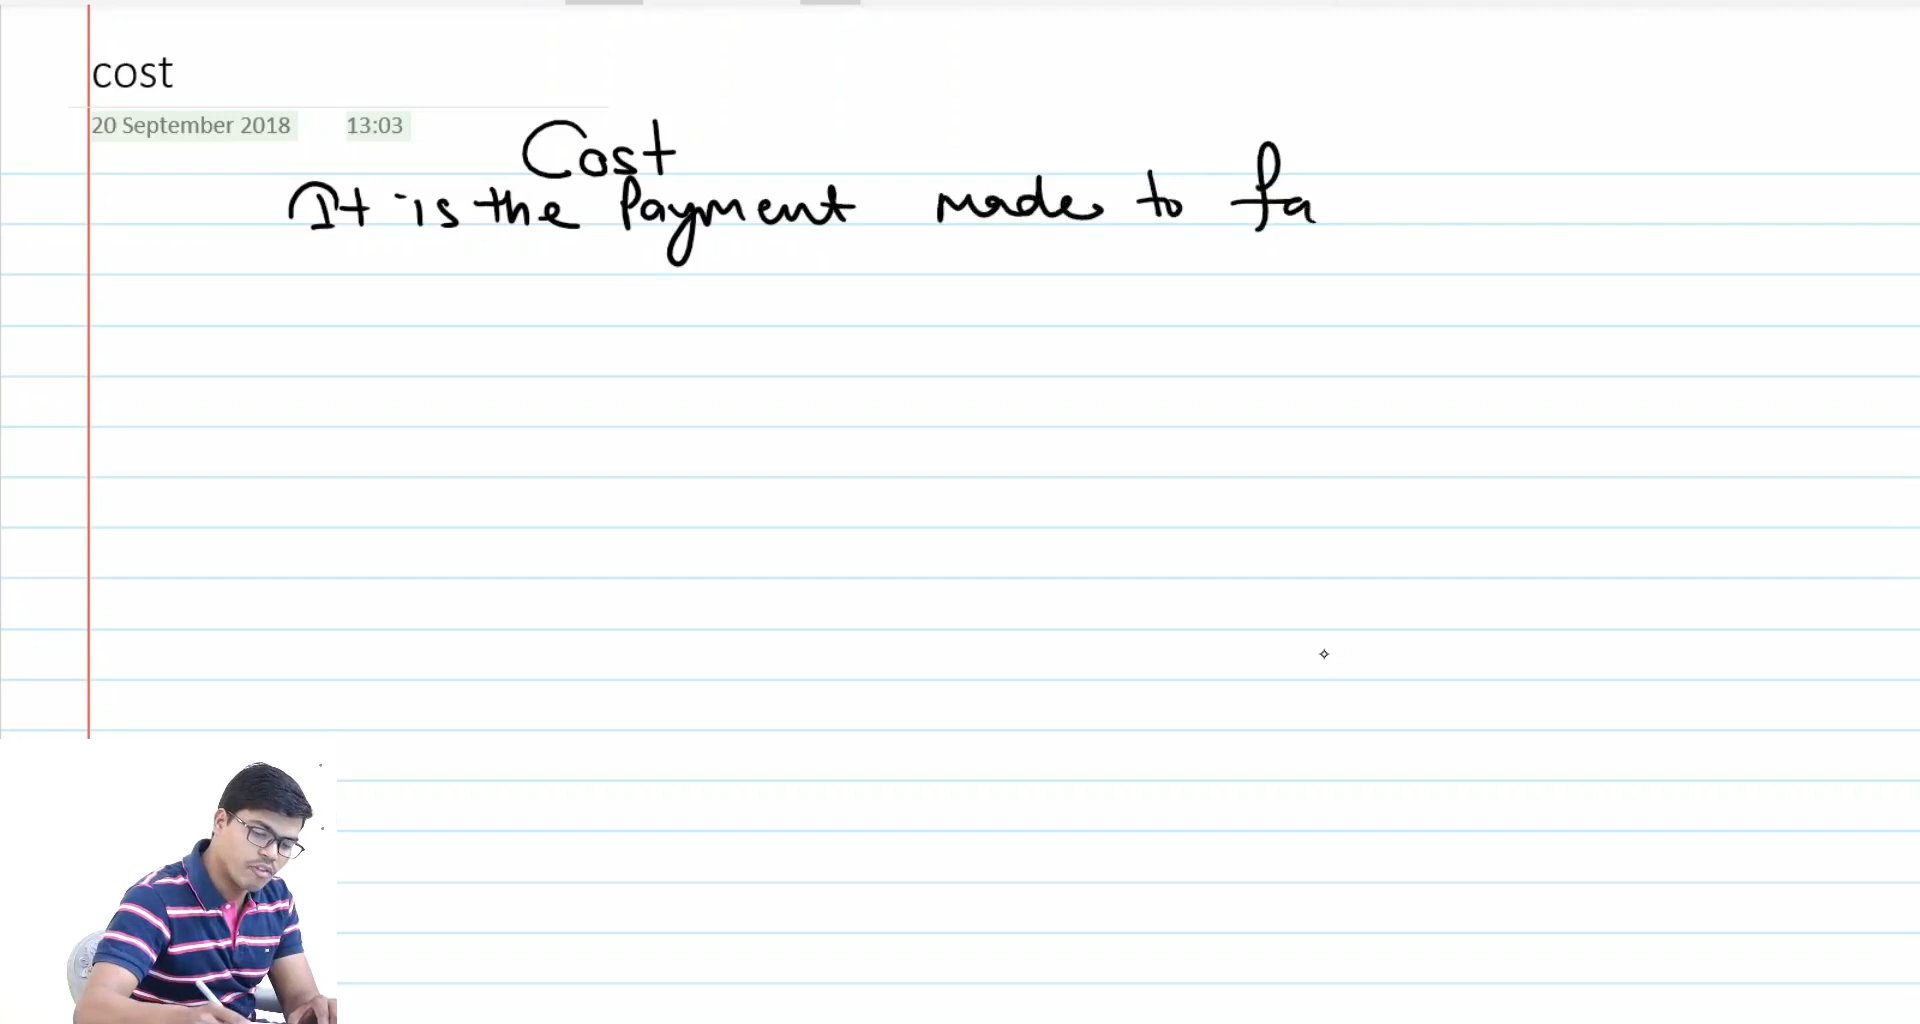 cost
20 September 2018 13:03
Cost
It is the Payment made to fa